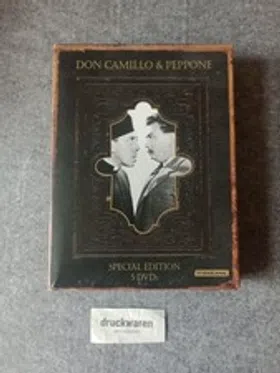 DON CAMILLO & PEPPONE
SPECIAL EDITION
5 DVDs
druckwaren